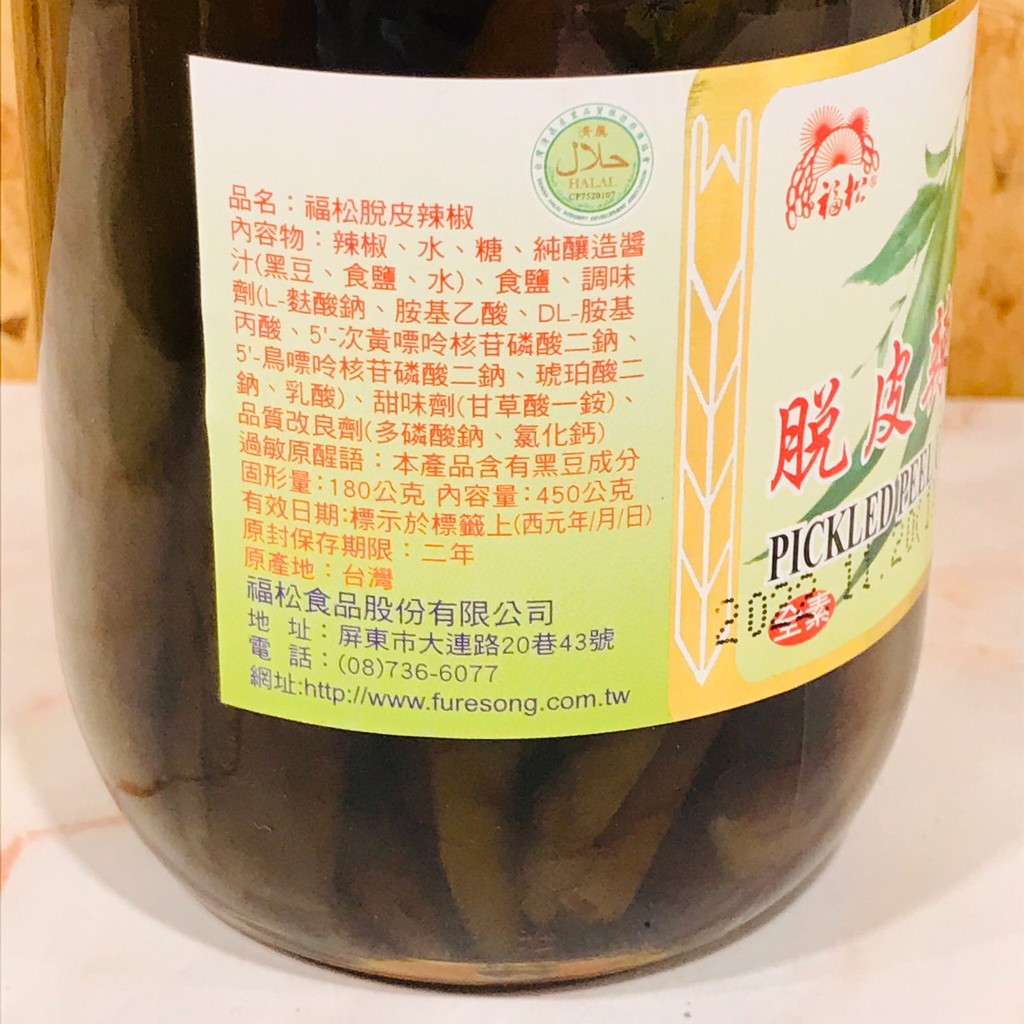 清真
حلال
HALAL
CP7520107
品名：福松脫皮辣椒
內容物：辣椒、水、糖、純釀造醬
汁(黑豆、食鹽、水)、食鹽、調味
劑(L-麩酸鈉、胺基乙酸、DL-胺基
丙酸、5'-次黃嘌呤核苷磷酸二鈉、
5'-鳥嘌呤核苷磷酸二鈉、琥珀酸二
鈉、乳酸)、甜味劑(甘草酸一銨)、
品質改良劑(多磷酸鈉、氯化鈣)
過敏原醒語：本產品含有黑豆成分
固形量：180公克 內容量：450公克
有效日期:標示於標籤上(西元年/月/日)
原封保存期限：二年
原產地：台灣
福松食品股份有限公司
地 址：屏東市大連路20巷43號
電 話：(08)736-6077
網址:http://www.furesong.com.tw
福松®
脫皮辣
PICKLED PEEL
全素